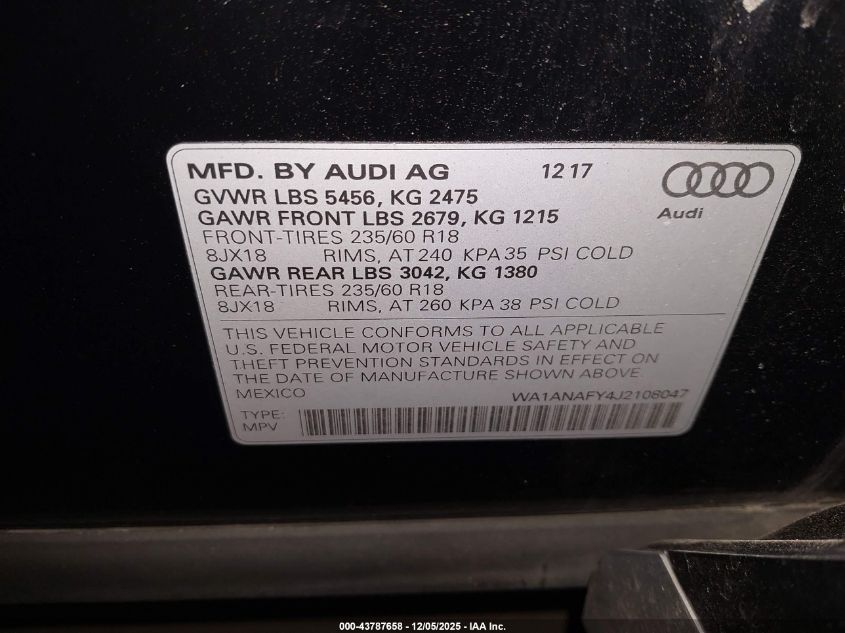 MFD. BY AUDI AG 12 17
GVWR LBS 5456, KG 2475
GAWR FRONT LBS 2679, KG 1215
Audi
FRONT-TIRES 235/60 R18
8JX18 RIMS, AT 240 KPA 35 PSI COLD
GAWR REAR LBS 3042, KG 1380
REAR-TIRES 235/60 R18
8JX18 RIMS, AT 260 KPA 38 PSI COLD
THIS VEHICLE CONFORMS TO ALL APPLICABLE
U.S. FEDERAL MOTOR VEHICLE SAFETY AND
THEFT PREVENTION STANDARDS IN EFFECT ON
THE DATE OF MANUFACTURE SHOWN ABOVE.
MEXICO WA1ANAFY4J2108047
TYPE:
MPV
000-43787658 - 12/05/2025 - IAA Inc.